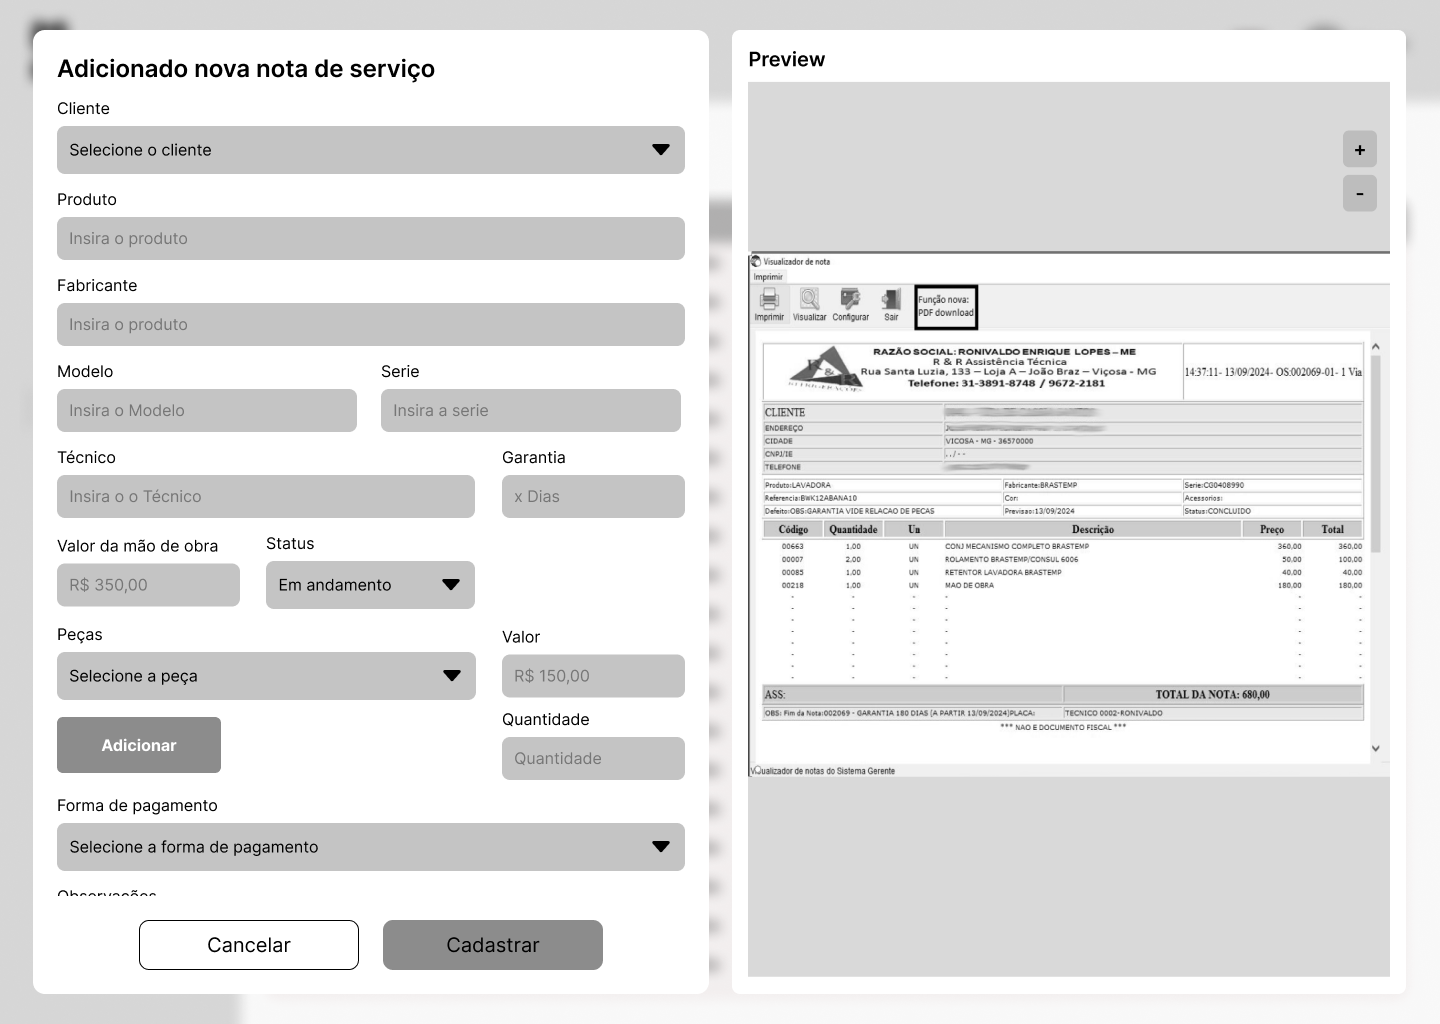 Adicionado nova nota de serviço
Cliente
Selecione o cliente
Produto
Insira o produto
Fabricante
Insira o produto
Modelo
Serie
Insira o Modelo
Insira a serie
Técnico
Garantia
Insira o o Técnico
x Dias
Valor da mão de obra
Status
R$ 350,00
Em andamento
Peças
Valor
Selecione a peça
R$ 150,00
Adicionar
Quantidade
Quantidade
Forma de pagamento
Selecione a forma de pagamento
Observações
Cancelar
Cadastrar
Preview
+
-
Visualizador de nota
Imprimir
Imprimir Visualizar Configurar Sair
Função nova:
PDF download
RAZÃO SOCIAL: RONIVALDO ENRIQUE LOPES – ME
R & R Assistência Técnica
Rua Santa Luzia, 133 – Loja A – João Braz – Viçosa - MG
Telefone: 31-3891-8748 / 9672-2181
14:37:11- 13/09/2024- OS:002069-01- 1 Via
CLIENTE
ENDEREÇO
CIDADE VICOSA - MG - 36570000
CNPJ/IE . . / - -
TELEFONE
Produto:LAVADORA Fabricante:BRASTEMP Serie:CG0408990
Referencia:BWK12ABANA10 Cor: Acessorios:
Defeito:OBS:GARANTIA VIDE RELACAO DE PECAS Previsao:13/09/2024 Status:CONCLUIDO
Código Quantidade Un Descrição Preço Total
00663 1,00 UN CONJ MECANISMO COMPLETO BRASTEMP 360,00 360,00
00007 2,00 UN ROLAMENTO BRASTEMP/CONSUL 6006 50,00 100,00
00085 1,00 UN RETENTOR LAVADORA BRASTEMP 40,00 40,00
00218 1,00 UN MAO DE OBRA 180,00 180,00
- - - - - -
- - - - - -
- - - - - -
- - - - - -
- - - - - -
- - - - - -
- - - - - -
- - - - - -
ASS: TOTAL DA NOTA: 680,00
OBS: Fim da Nota:002069 - GARANTIA 180 DIAS (A PARTIR 13/09/2024)PLACA: TECNICO 0002-RONIVALDO
*** NAO E DOCUMENTO FISCAL ***
Visualizador de notas do Sistema Gerente